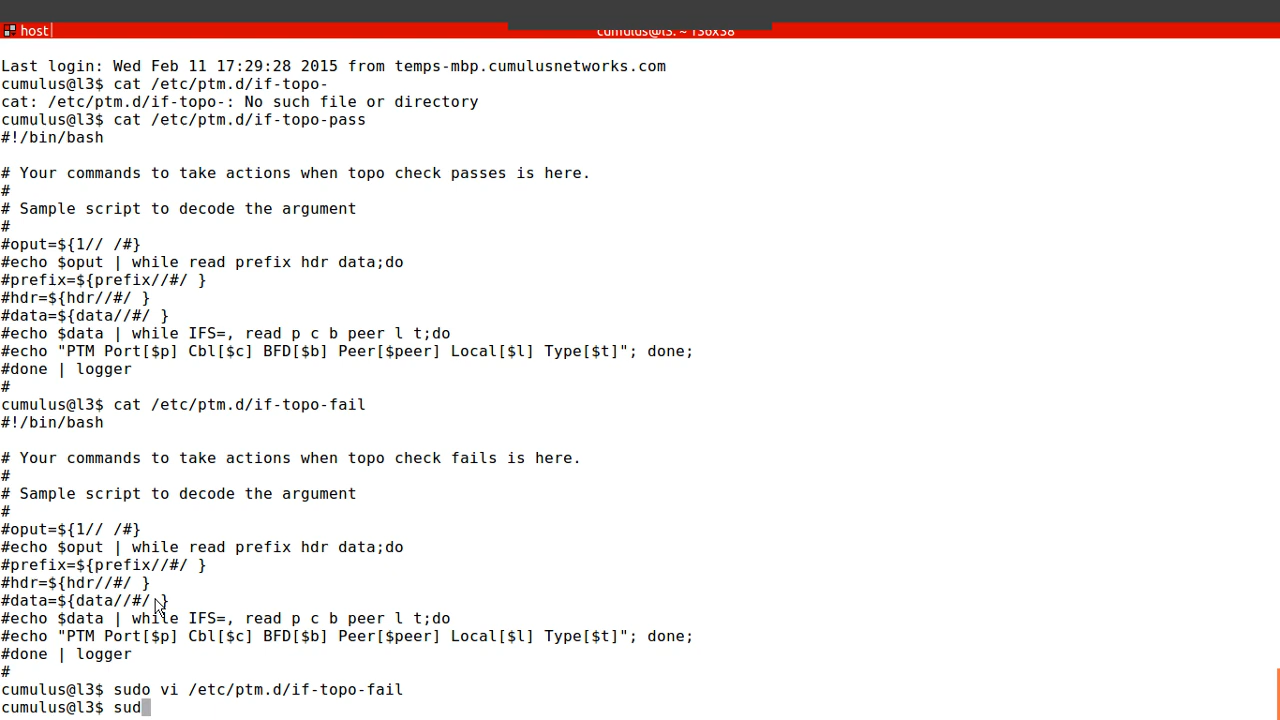 host
cumulus@l3: ~ 136x38
Last login: Wed Feb 11 17:29:28 2015 from temps-mbp.cumulusnetworks.com
cumulus@l3$ cat /etc/ptm.d/if-topo-
cat: /etc/ptm.d/if-topo-: No such file or directory
cumulus@l3$ cat /etc/ptm.d/if-topo-pass
#!/bin/bash

# Your commands to take actions when topo check passes is here.
#
# Sample script to decode the argument
#
#oput=${1// /#}
#echo $oput | while read prefix hdr data;do
#prefix=${prefix//#/ }
#hdr=${hdr//#/ }
#data=${data//#/ }
#echo $data | while IFS=, read p c b peer l t;do
#echo "PTM Port[$p] Cbl[$c] BFD[$b] Peer[$peer] Local[$l] Type[$t]"; done;
#done | logger
#
cumulus@l3$ cat /etc/ptm.d/if-topo-fail
#!/bin/bash

# Your commands to take actions when topo check fails is here.
#
# Sample script to decode the argument
#
#oput=${1// /#}
#echo $oput | while read prefix hdr data;do
#prefix=${prefix//#/ }
#hdr=${hdr//#/ }
#data=${data//#/ }
#echo $data | while IFS=, read p c b peer l t;do
#echo "PTM Port[$p] Cbl[$c] BFD[$b] Peer[$peer] Local[$l] Type[$t]"; done;
#done | logger
#
cumulus@l3$ sudo vi /etc/ptm.d/if-topo-fail
cumulus@l3$ sud